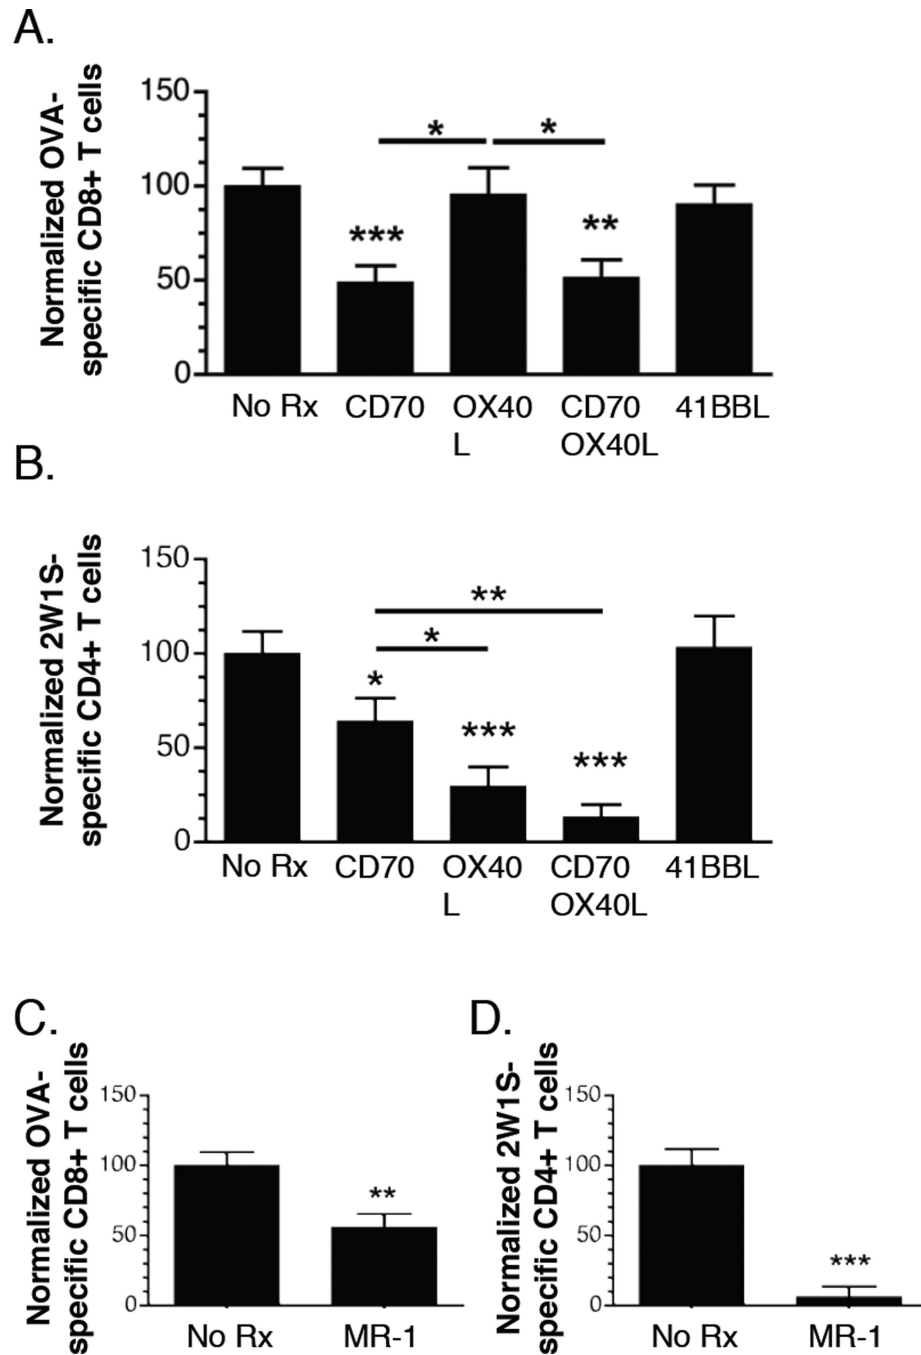 A.
Normalized OVA-
specific CD8+ T cells
150
100
50
0
*
*
***
**
No Rx
CD70
OX40
L
CD70
OX40L
41BBL
B.
Normalized 2W1S-
specific CD4+ T cells
150
100
50
0
**
*
*
***
***
No Rx
CD70
OX40
L
CD70
OX40L
41BBL
C.
Normalized OVA-
specific CD8+ T cells
150
100
50
0
**
No Rx
MR-1
D.
Normalized 2W1S-
specific CD4+ T cells
150
100
50
0
***
No Rx
MR-1